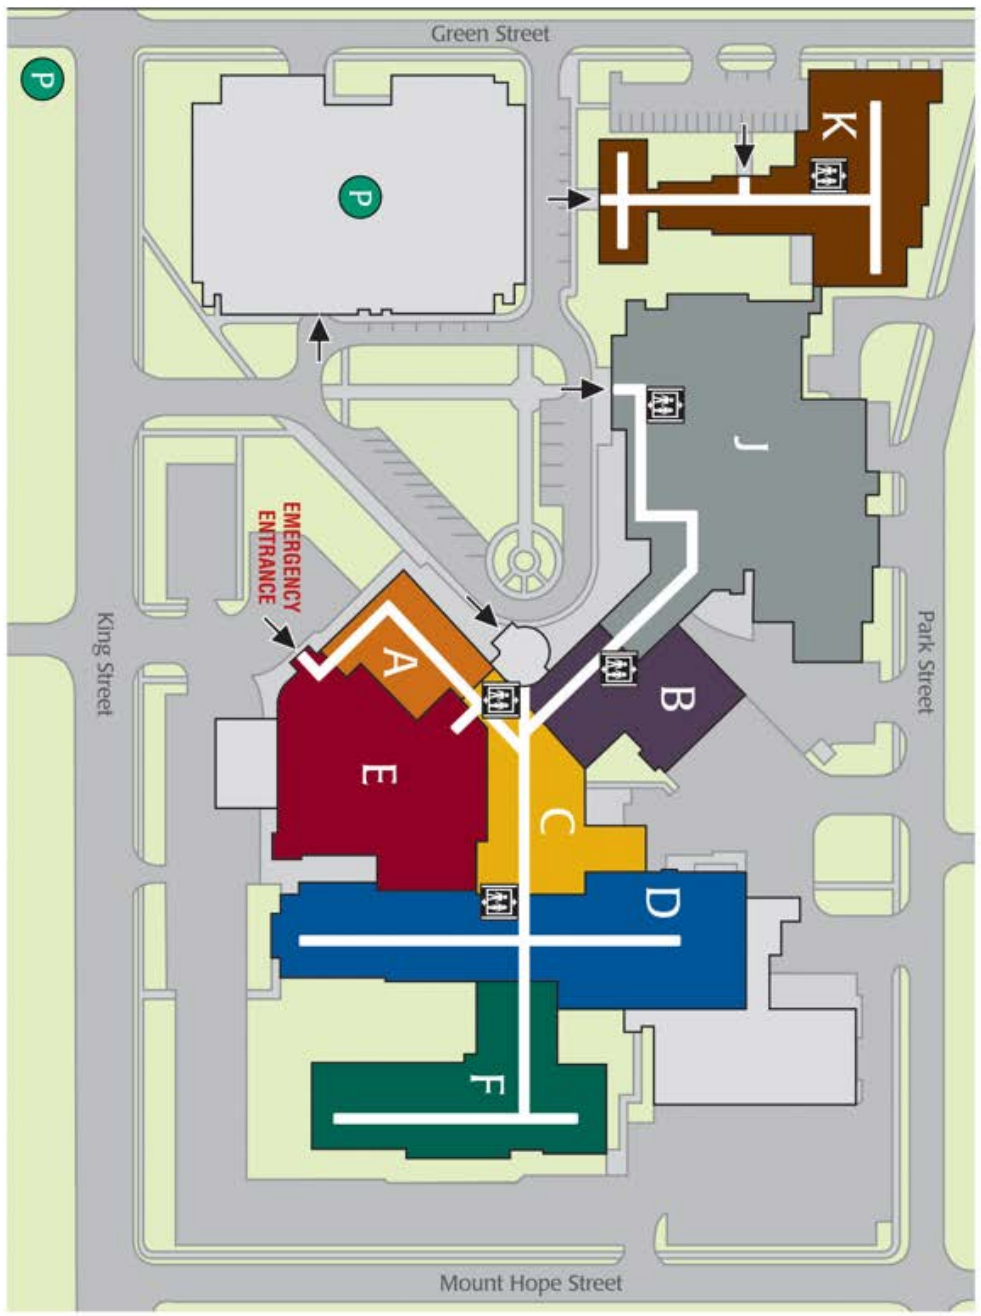 Green Street
P
K
P
J
EMERGENCY
ENTRANCE
King Street
Park Street
A
B
E
C
D
F
Mount Hope Street